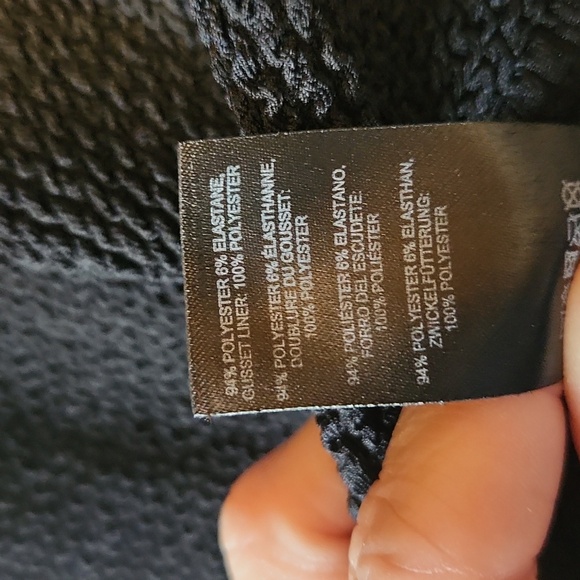 94% POLYESTER 6% ELASTANE,
GUSSET LINER: 100% POLYESTER
94% POLYESTER 6% ÉLASTHANNE,
DOUBLURE DU GOUSSET:
100% POLYESTER
94% POLIÉSTER 6% ELASTANO,
FORRO DEL ESCUDETE:
100% POLIÉSTER
94% POLYESTER 6% ELASTHAN,
ZWICKELFÜTTERUNG:
100% POLYESTER